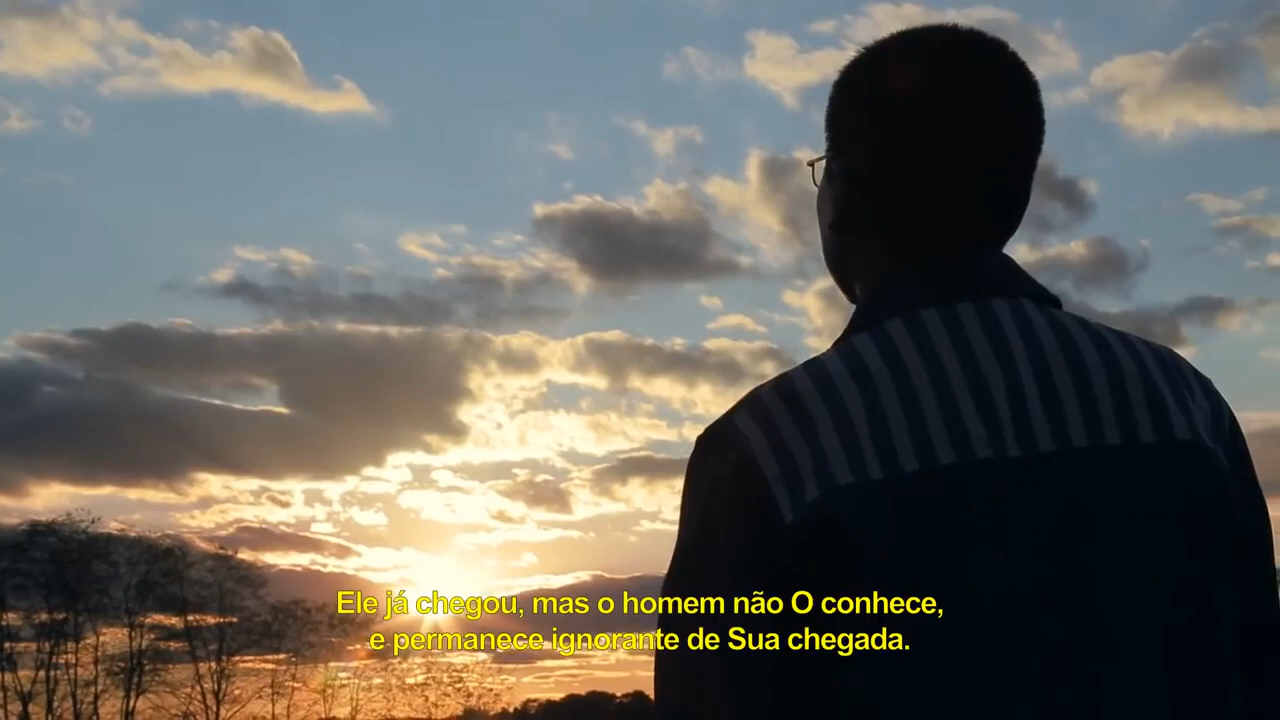 Ele já chegou, mas o homem não O conhece,
e permanece ignorante de Sua chegada.